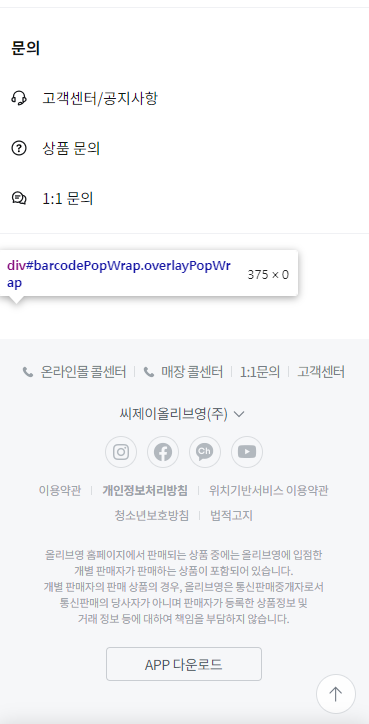 문의
고객센터/공지사항
상품 문의
1:1 문의
div#barcodePopWrap.overlayPopWr
ap
375 × 0
온라인몰 콜센터 매장 콜센터 1:1문의 고객센터
씨제이올리브영(주)
Ch
이용약관 개인정보처리방침 위치기반서비스 이용약관
청소년보호방침 법적고지
올리브영 홈페이지에서 판매되는 상품 중에는 올리브영에 입점한
개별 판매자가 판매하는 상품이 포함되어 있습니다.
개별 판매자의 판매 상품의 경우, 올리브영은 통신판매중개자로서
통신판매의 당사자가 아니며 판매자가 등록한 상품정보 및
거래 정보 등에 대하여 책임을 부담하지 않습니다.
APP 다운로드